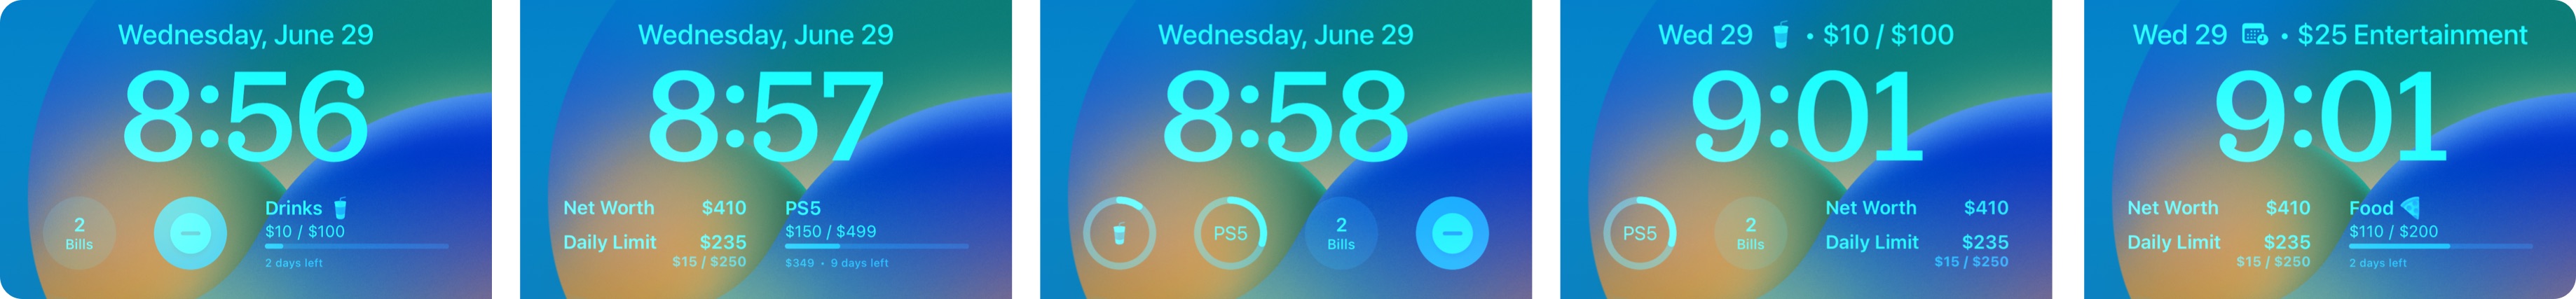 Wednesday, June 29
8:56
2
Bills
Drinks
$10 / $100
2 days left
Wednesday, June 29
8:57
Net Worth $410
Daily Limit $235
$15 / $250
PS5
$150 / $499
$349 • 9 days left
Wednesday, June 29
8:58
PS5
2
Bills
Wed 29 • $10 / $100
9:01
PS5
2
Bills
Net Worth $410
Daily Limit $235
$15 / $250
Wed 29 • $25 Entertainment
9:01
Net Worth $410
Daily Limit $235
$15 / $250
Food
$110 / $200
2 days left